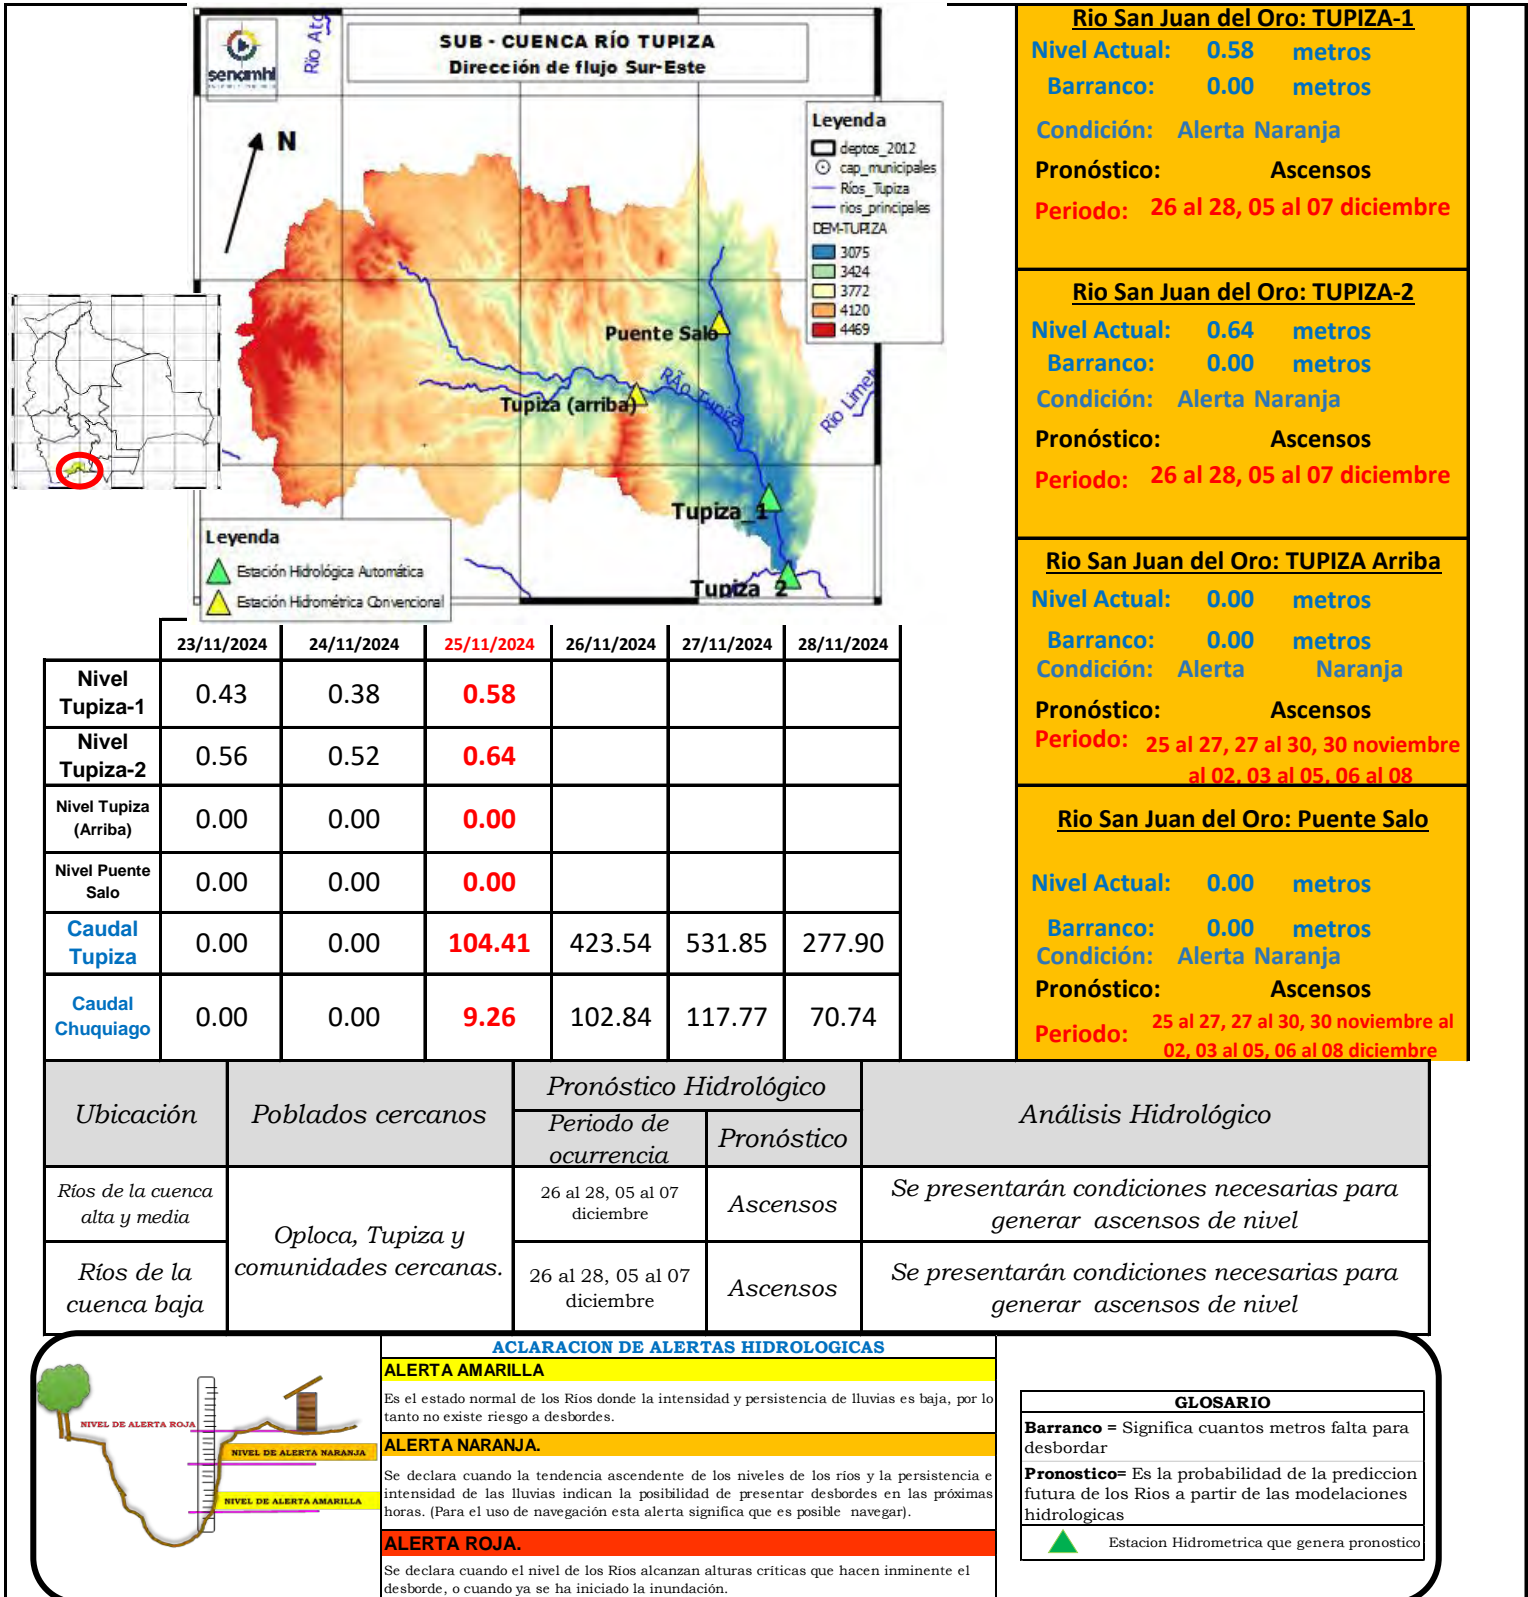 senamhi
Río Ato
SUB - CUENCA RÍO TUPIZA
Dirección de flujo Sur-Este
N
Leyenda
deptos_2012
cap_municipales
Ríos_Tupiza
rios_principales
DEM-TUPIZA
3075
3424
3772
4120
4469
Puente Salo
RÃo Tupiza
Río Limet
Tupiza (arriba)
Tupiza_1
Tupiza_2
Leyenda
Estación Hidrológica Automática
Estación Hidrométrica Convencional
Rio San Juan del Oro: TUPIZA-1
Nivel Actual: 0.58 metros
Barranco: 0.00 metros
Condición: Alerta Naranja
Pronóstico: Ascensos
Periodo: 26 al 28, 05 al 07 diciembre
Rio San Juan del Oro: TUPIZA-2
Nivel Actual: 0.64 metros
Barranco: 0.00 metros
Condición: Alerta Naranja
Pronóstico: Ascensos
Periodo: 26 al 28, 05 al 07 diciembre
Rio San Juan del Oro: TUPIZA Arriba
Nivel Actual: 0.00 metros
Barranco: 0.00 metros
Condición: Alerta Naranja
Pronóstico: Ascensos
Periodo: 25 al 27, 27 al 30, 30 noviembre
al 02, 03 al 05, 06 al 08
Rio San Juan del Oro: Puente Salo
Nivel Actual: 0.00 metros
Barranco: 0.00 metros
Condición: Alerta Naranja
Pronóstico: Ascensos
Periodo: 25 al 27, 27 al 30, 30 noviembre al
02, 03 al 05, 06 al 08 diciembre
23/11/2024 24/11/2024 25/11/2024 26/11/2024 27/11/2024 28/11/2024
Nivel
Tupiza-1 0.43 0.38 0.58
Nivel
Tupiza-2 0.56 0.52 0.64
Nivel Tupiza
(Arriba) 0.00 0.00 0.00
Nivel Puente
Salo 0.00 0.00 0.00
Caudal
Tupiza 0.00 0.00 104.41 423.54 531.85 277.90
Caudal
Chuquiago 0.00 0.00 9.26 102.84 117.77 70.74
Ubicación Poblados cercanos Pronóstico Hidrológico Análisis Hidrológico
Periodo de
ocurrencia Pronóstico
Ríos de la cuenca
alta y media
Oploca, Tupiza y
comunidades cercanas.
26 al 28, 05 al 07
diciembre
Ascensos
Se presentarán condiciones necesarias para
generar ascensos de nivel
Ríos de la
cuenca baja
26 al 28, 05 al 07
diciembre
Ascensos
Se presentarán condiciones necesarias para
generar ascensos de nivel
NIVEL DE ALERTA ROJA
NIVEL DE ALERTA NARANJA
NIVEL DE ALERTA AMARILLA
ACLARACION DE ALERTAS HIDROLOGICAS
ALERTA AMARILLA
Es el estado normal de los Ríos donde la intensidad y persistencia de lluvias es baja, por lo
tanto no existe riesgo a desbordes.
ALERTA NARANJA.
Se declara cuando la tendencia ascendente de los niveles de los ríos y la persistencia e
intensidad de las lluvias indican la posibilidad de presentar desbordes en las próximas
horas. (Para el uso de navegación esta alerta significa que es posible navegar).
ALERTA ROJA.
Se declara cuando el nivel de los Ríos alcanzan alturas críticas que hacen inminente el
desborde, o cuando ya se ha iniciado la inundación.
GLOSARIO
Barranco = Significa cuantos metros falta para
desbordar
Pronostico= Es la probabilidad de la prediccion
futura de los Rios a partir de las modelaciones
hidrologicas
Estacion Hidrometrica que genera pronostico